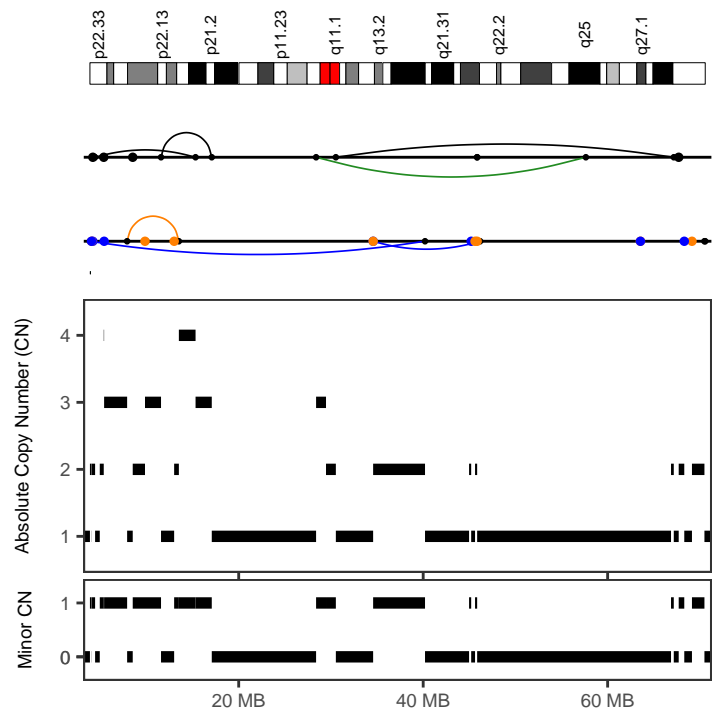 p22.33
p22.13
p21.2
p11.23
q11.1
q13.2
q21.31
q22.2
q25
q27.1
Absolute Copy Number (CN)
4
3
2
1
Minor CN
1
0
20 MB
40 MB
60 MB